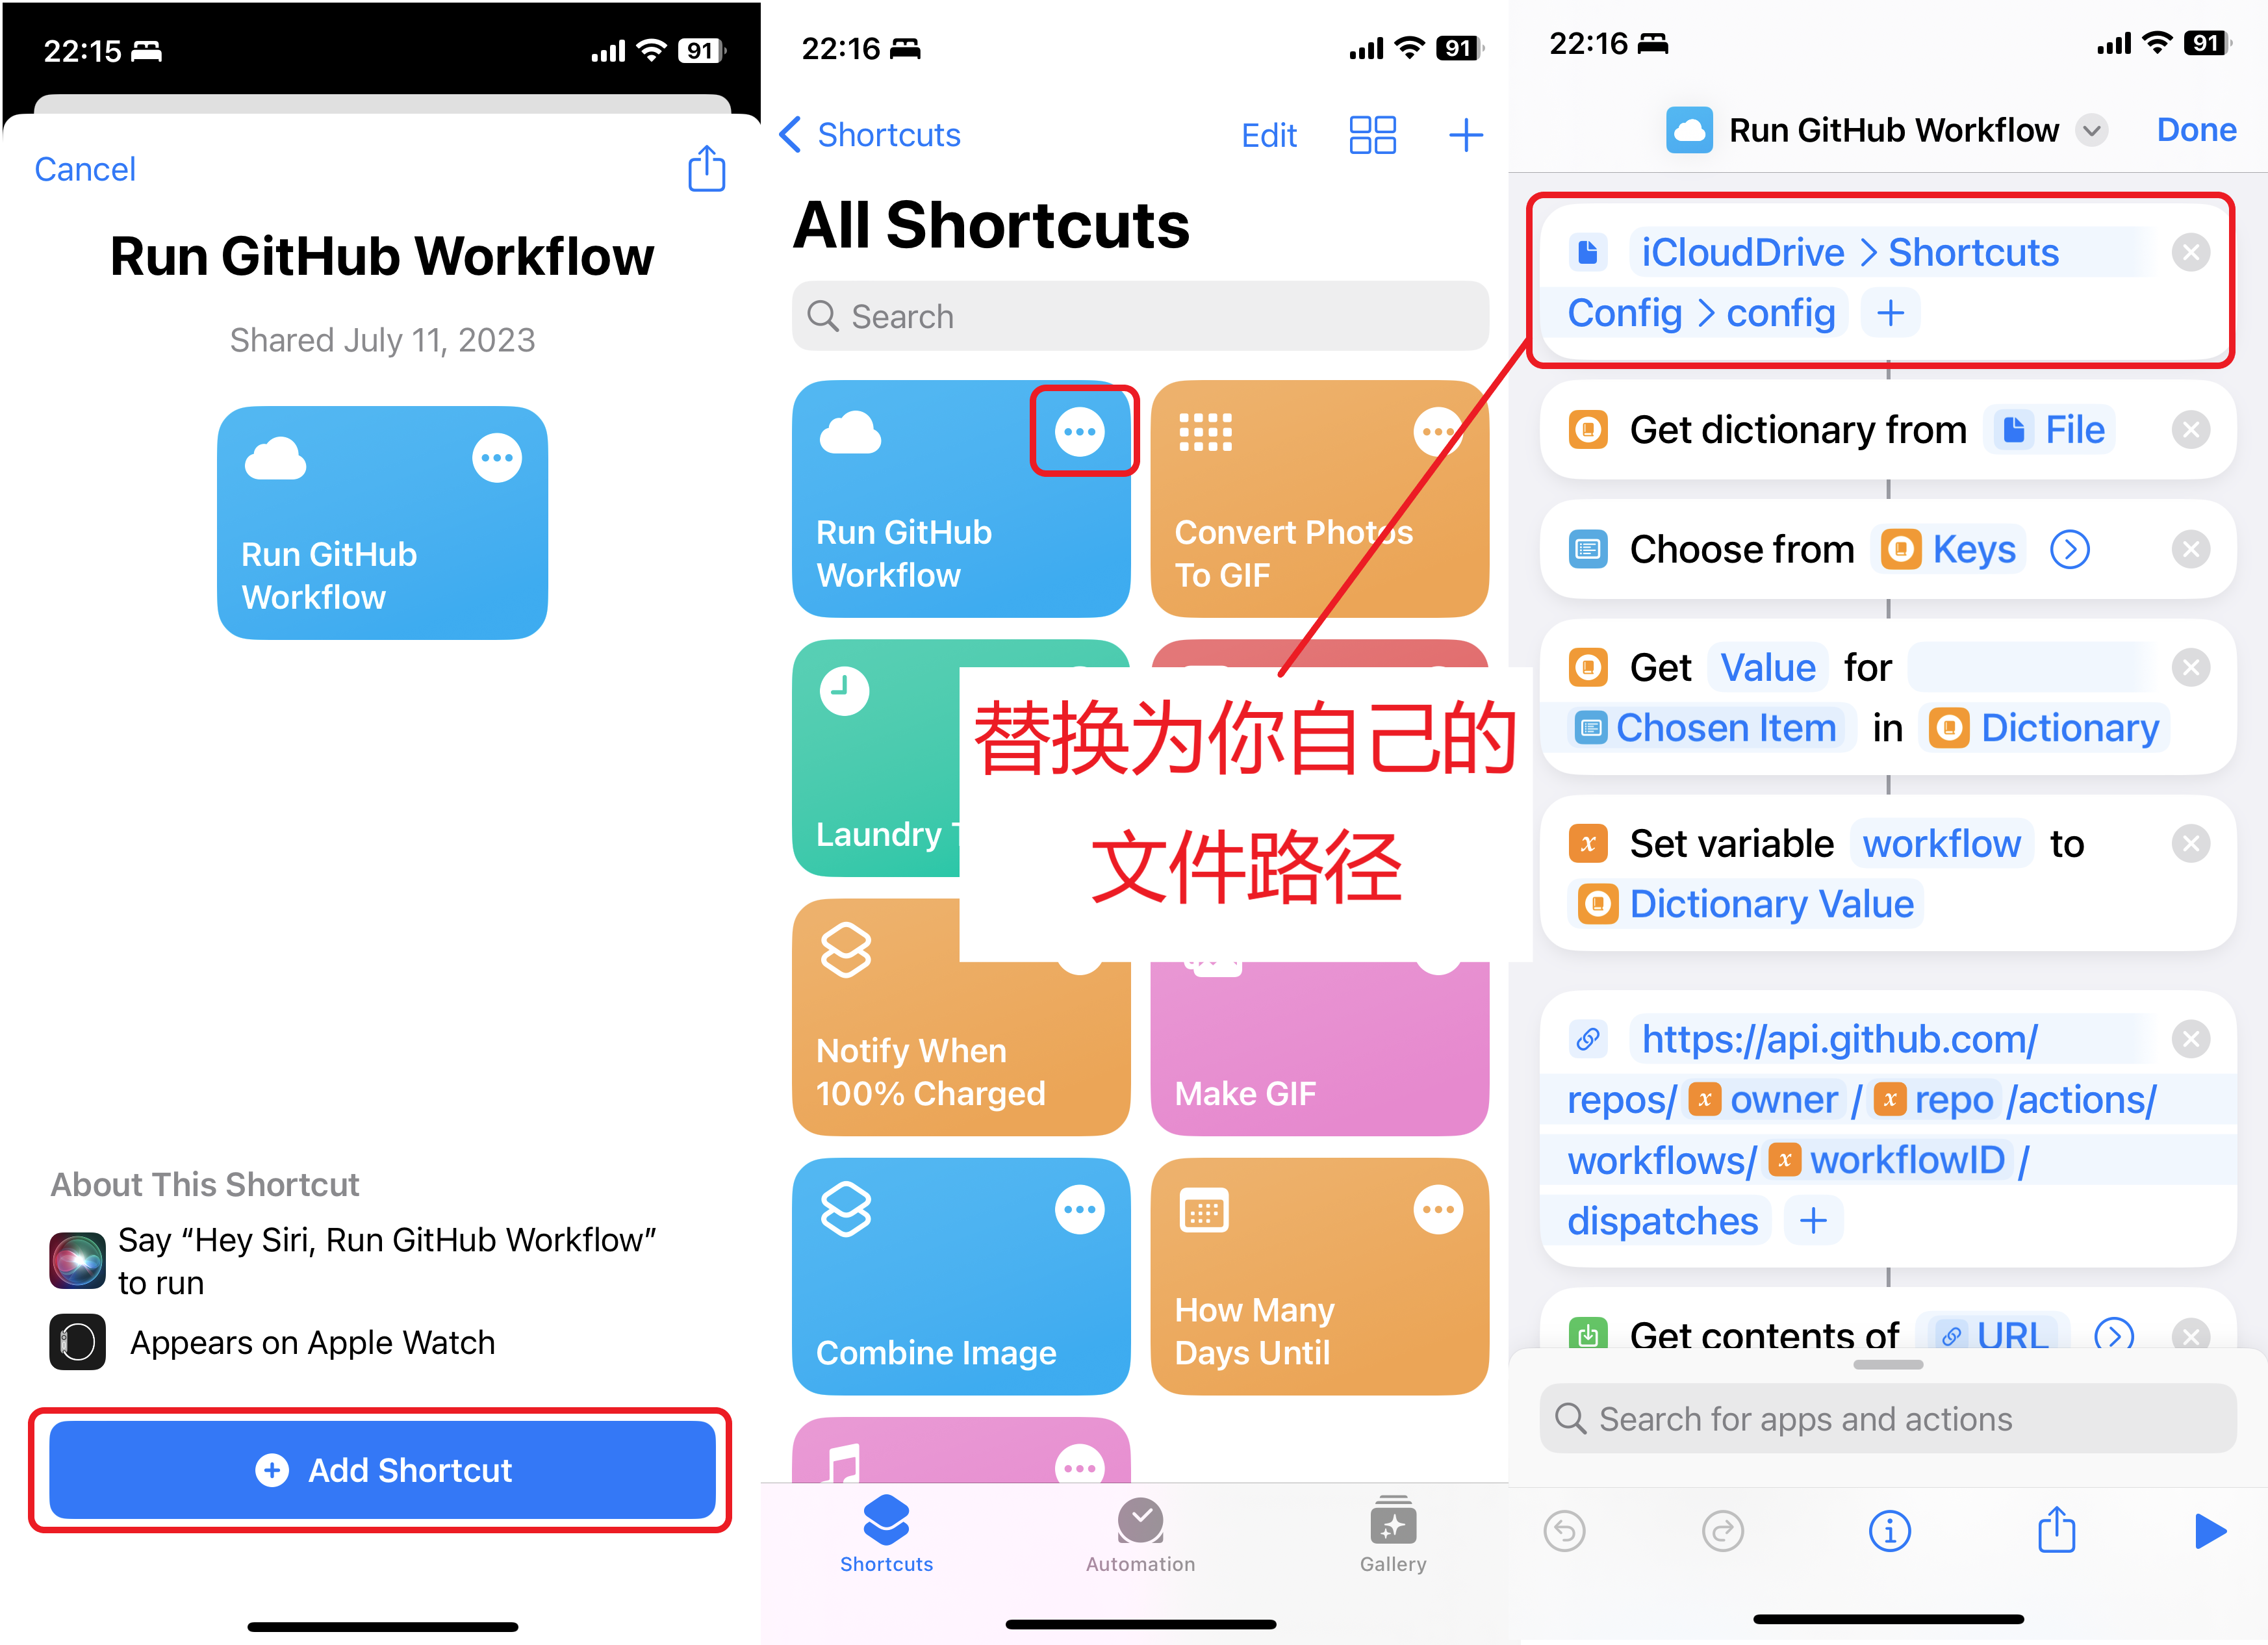 22:15
91
Cancel
Run GitHub Workflow
Shared July 11, 2023
Run GitHub
Workflow
About This Shortcut
Say “Hey Siri, Run GitHub Workflow”
to run
Appears on Apple Watch
Add Shortcut
22:16
91
Shortcuts
Edit
All Shortcuts
Search
Run GitHub
Workflow
Convert Photos
To GIF
Laundry
替换为你自己的
文件路径
Notify When
100% Charged
Make GIF
Combine Image
How Many
Days Until
Shortcuts
Automation
Gallery
22:16
91
Run GitHub Workflow
Done
iCloudDrive > Shortcuts
Config > config
Get dictionary from File
Choose from Keys
Get Value for
Chosen Item in Dictionary
Set variable workflow to
Dictionary Value
https://api.github.com/
repos/ owner / repo /actions/
workflows/ workflowID /
dispatches
Get contents of URL
Search for apps and actions